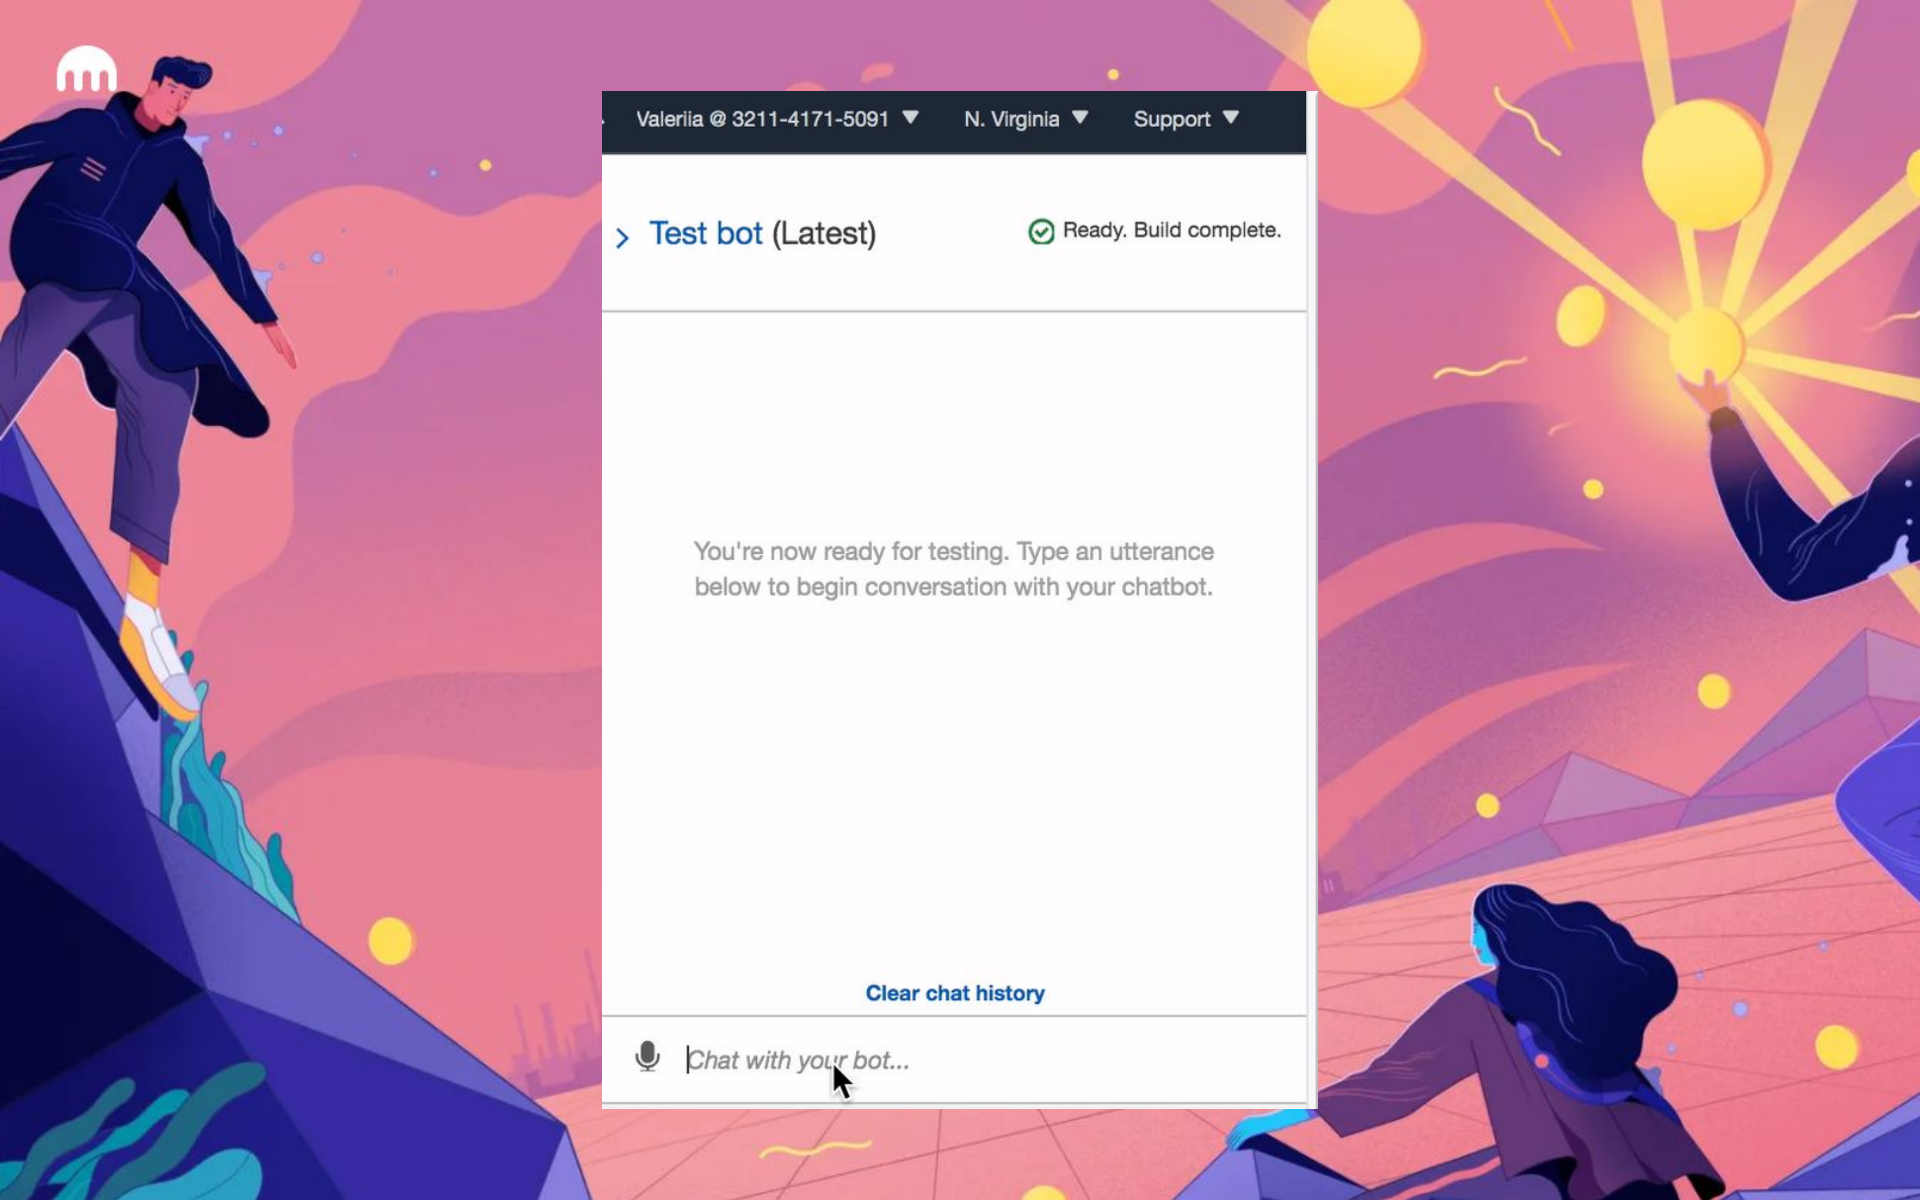 Valeriia @ 3211-4171-5091 N. Virginia Support
Test bot (Latest) Ready. Build complete.
You're now ready for testing. Type an utterance
below to begin conversation with your chatbot.
Clear chat history
Chat with your bot...